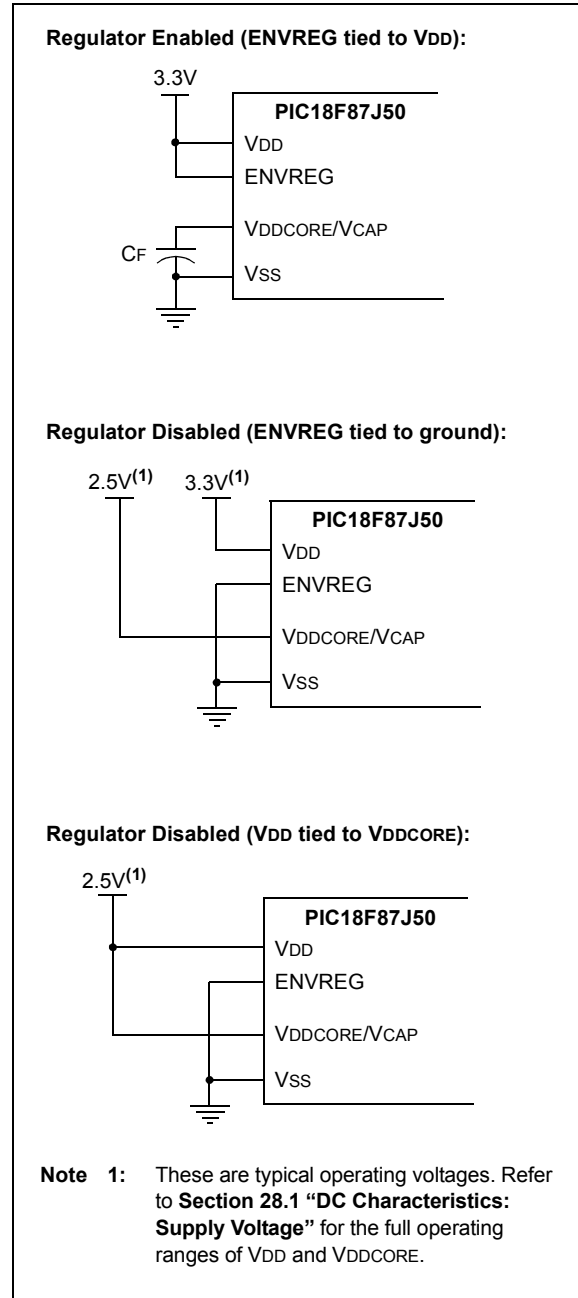 Regulator Enabled (ENVREG tied to VDD):
3.3V
PIC18F87J50
VDD
ENVREG
VDDCORE/VCAP
CF
VSS
Regulator Disabled (ENVREG tied to ground):
2.5V(1) 3.3V(1)
PIC18F87J50
VDD
ENVREG
VDDCORE/VCAP
VSS
Regulator Disabled (VDD tied to VDDCORE):
2.5V(1)
PIC18F87J50
VDD
ENVREG
VDDCORE/VCAP
VSS
Note 1: These are typical operating voltages. Refer
to Section 28.1 “DC Characteristics:
Supply Voltage” for the full operating
ranges of VDD and VDDCORE.